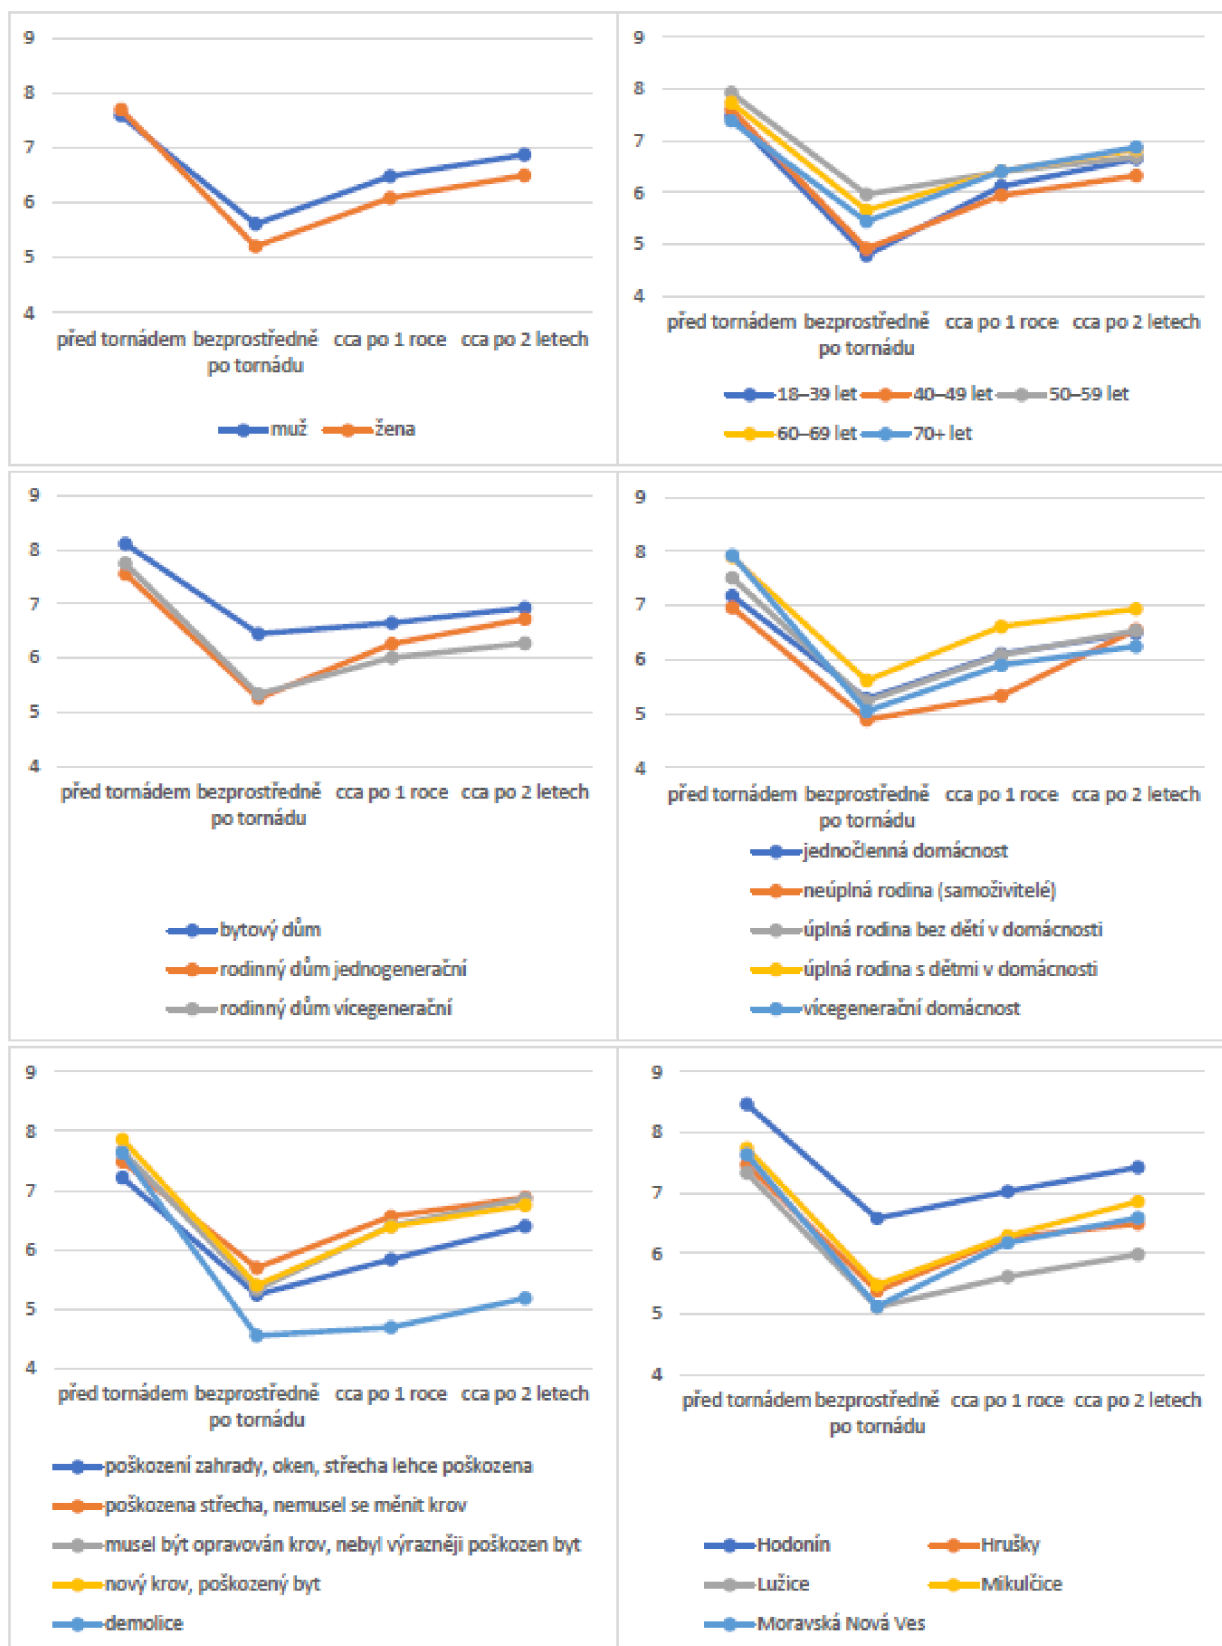 9
8
7
6
5
4
před tornádem bezprostředně cca po 1 roce cca po 2 letech
po tornádu
muž žena
9
8
7
6
5
4
před tornádem bezprostředně cca po 1 roce cca po 2 letech
po tornádu
18–39 let 40–49 let 50–59 let
60–69 let 70+ let
9
8
7
6
5
4
před tornádem bezprostředně cca po 1 roce cca po 2 letech
po tornádu
bytový dům
rodinný dům jednogenerační
rodinný dům vícegenerační
9
8
7
6
5
4
před tornádem bezprostředně cca po 1 roce cca po 2 letech
po tornádu
jednočlenná domácnost
neúplná rodina (samoživitelé)
úplná rodina bez dětí v domácnosti
úplná rodina s dětmi v domácnosti
vícegenerační domácnost
9
8
7
6
5
4
před tornádem bezprostředně cca po 1 roce cca po 2 letech
po tornádu
poškození zahrady, oken, střecha lehce poškozena
poškozena střecha, nemusel se měnit krov
musel být opravován krov, nebyl výrazněji poškozen byt
nový krov, poškozený byt
demolice
9
8
7
6
5
4
před tornádem bezprostředně cca po 1 roce cca po 2 letech
po tornádu
Hodonín Hrušky
Lužice Mikulčice
Moravská Nová Ves